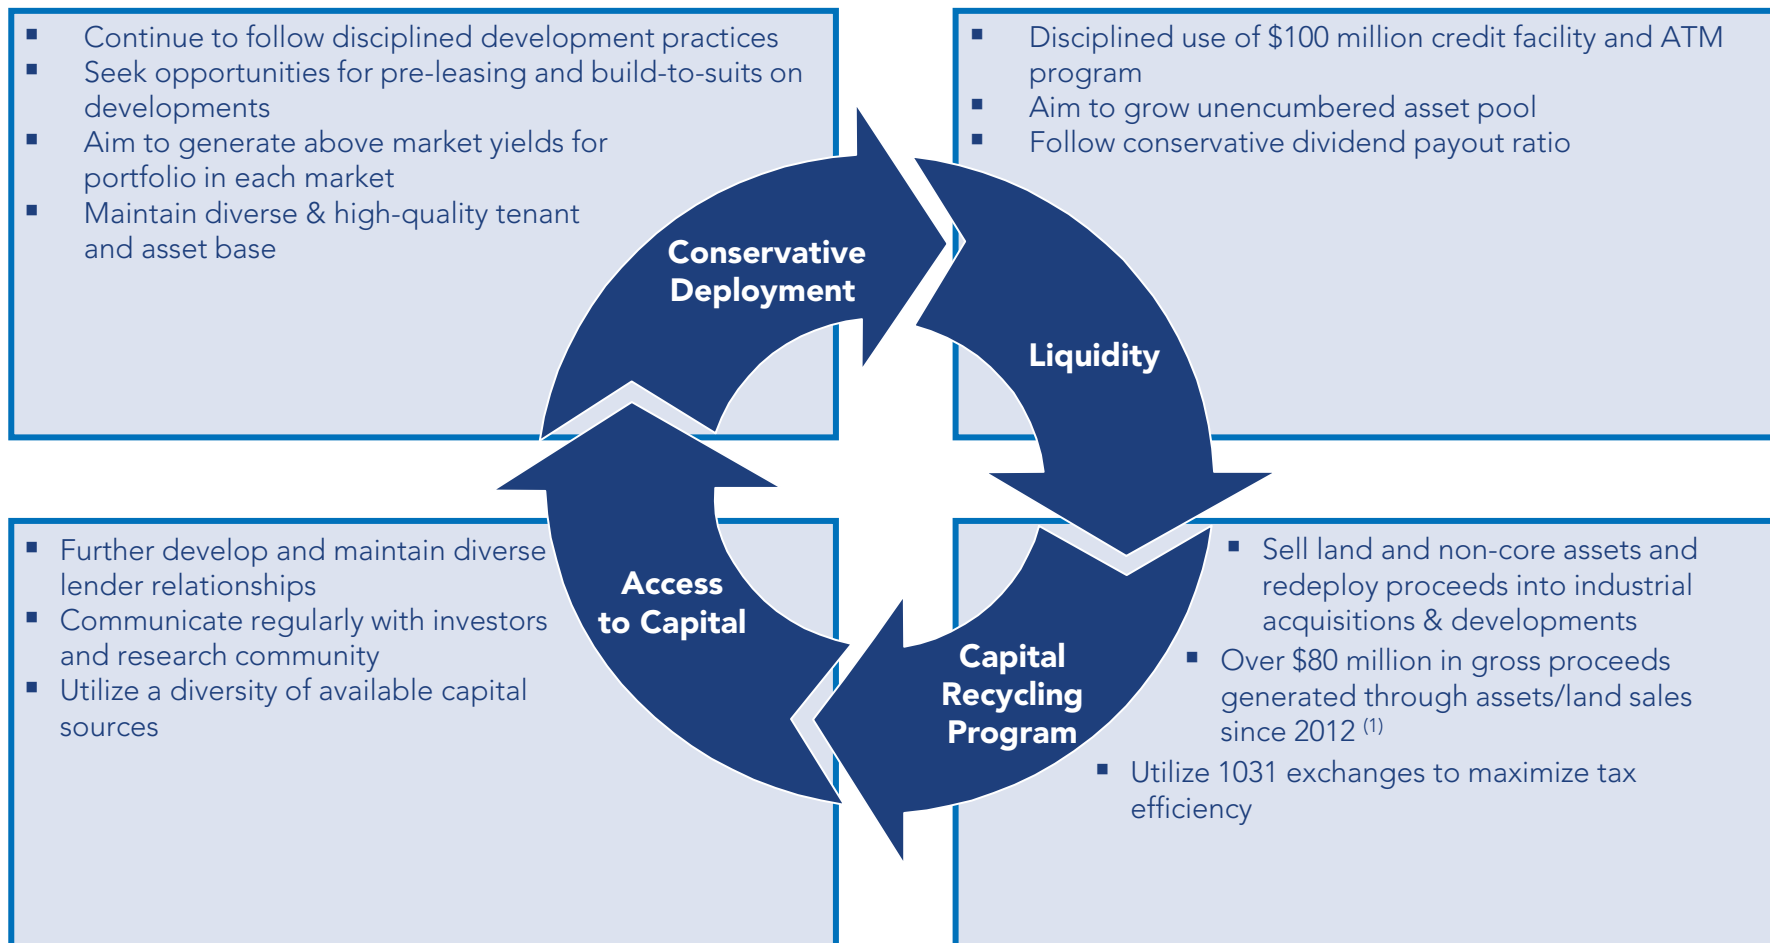 ▪ Continue to follow disciplined development practices
▪ Seek opportunities for pre-leasing and build-to-suits on
developments
▪ Aim to generate above market yields for
portfolio in each market
▪ Maintain diverse & high-quality tenant
and asset base
Conservative
Deployment
▪ Disciplined use of $100 million credit facility and ATM
program
▪ Aim to grow unencumbered asset pool
▪ Follow conservative dividend payout ratio
Liquidity
▪ Further develop and maintain diverse
lender relationships
▪ Communicate regularly with investors
and research community
▪ Utilize a diversity of available capital
sources
Access
to Capital
Capital
Recycling
Program
▪ Sell land and non-core assets and
redeploy proceeds into industrial
acquisitions & developments
▪ Over $80 million in gross proceeds
generated through assets/land sales
since 2012 (1)
▪ Utilize 1031 exchanges to maximize tax
efficiency